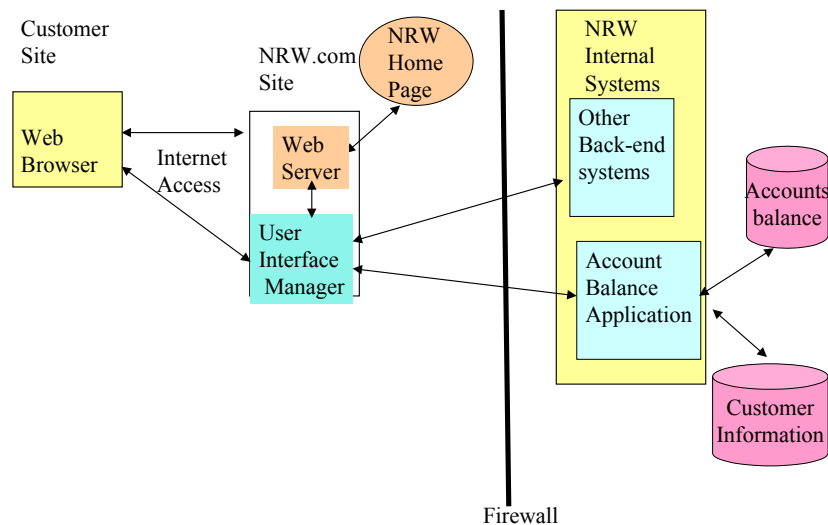 Customer
Site
NRW.com
Site
NRW
Home
Page
NRW
Internal
Systems
Web
Browser
Internet
Access
Web
Server
User
Interface
Manager
Other
Back-end
systems
Account
Balance
Application
Accounts
balance
Customer
Information
Firewall